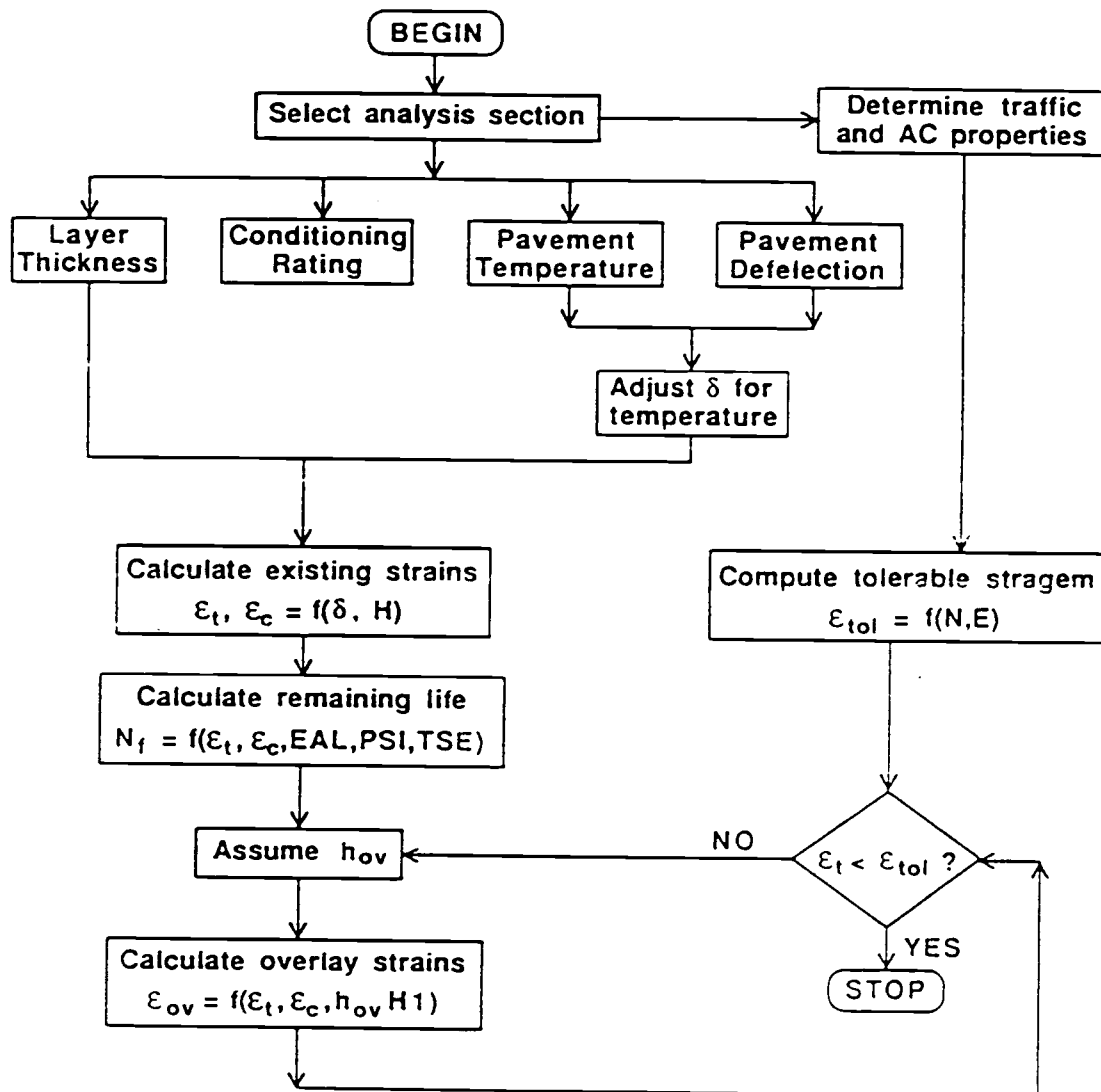 BEGIN
Select analysis section
Determine traffic
and AC properties
Layer
Thickness
Conditioning
Rating
Pavement
Temperature
Pavement
Defelection
Adjust δ for
temperature
Calculate existing strains
εt, εc = f(δ, H)
Compute tolerable stragem
εtol = f(N,E)
Calculate remaining life
Nf = f(εt, εc,EAL,PSI,TSE)
Assume hov
NO
εt < εtol ?
YES
STOP
Calculate overlay strains
εov = f(εt,εc,hov H1)